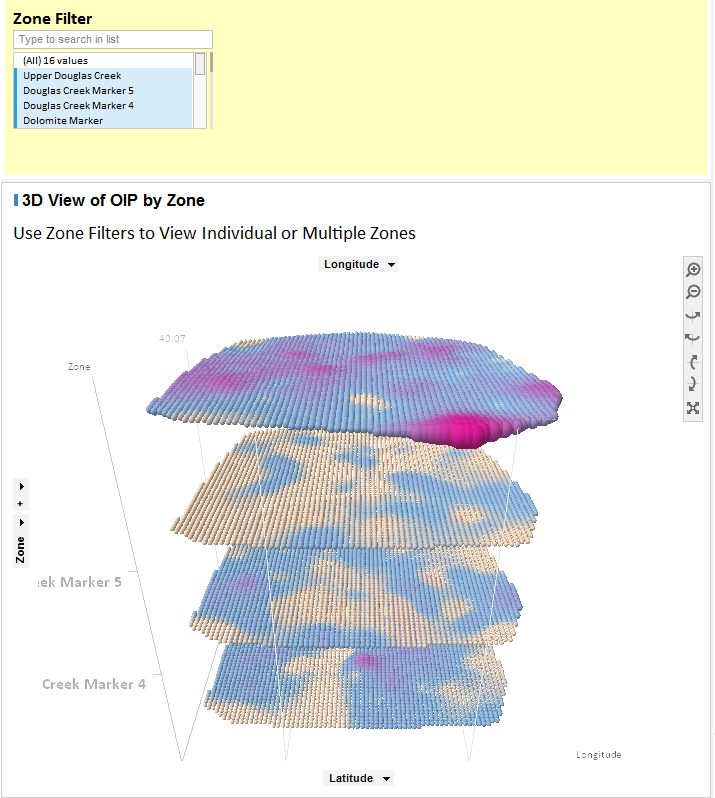 Zone Filter
Type to search in list
(All) 16 values
Upper Douglas Creek
Douglas Creek Marker 5
Douglas Creek Marker 4
Dolomite Marker
3D View of OIP by Zone
Use Zone Filters to View Individual or Multiple Zones
Longitude
40.07
Zone
+
Zone
eek Marker 5
Creek Marker 4
Longitude
Latitude